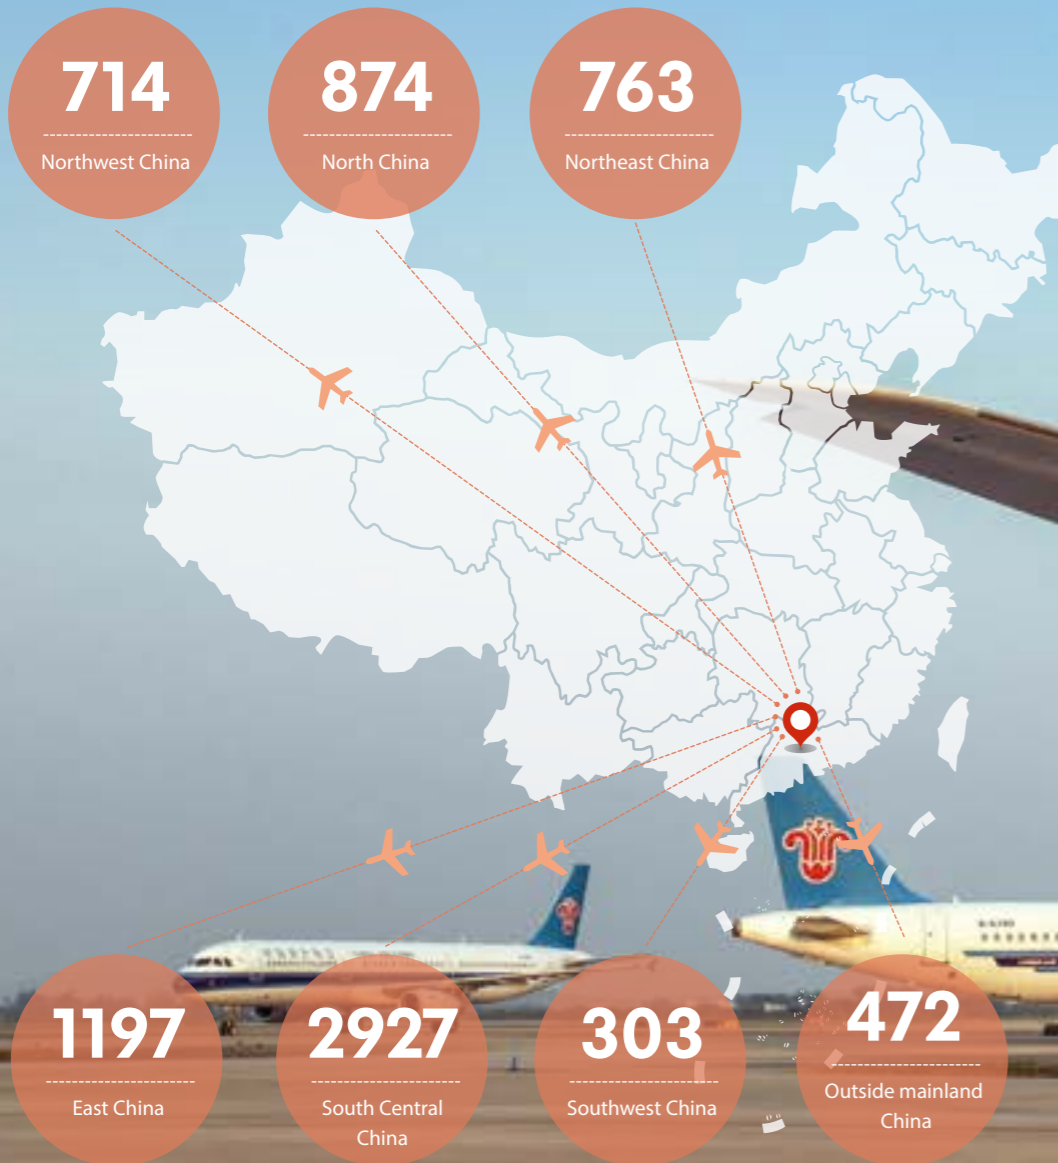 714
Northwest China
874
North China
763
Northeast China
1197
East China
2927
South Central
China
303
Southwest China
472
Outside mainland
China